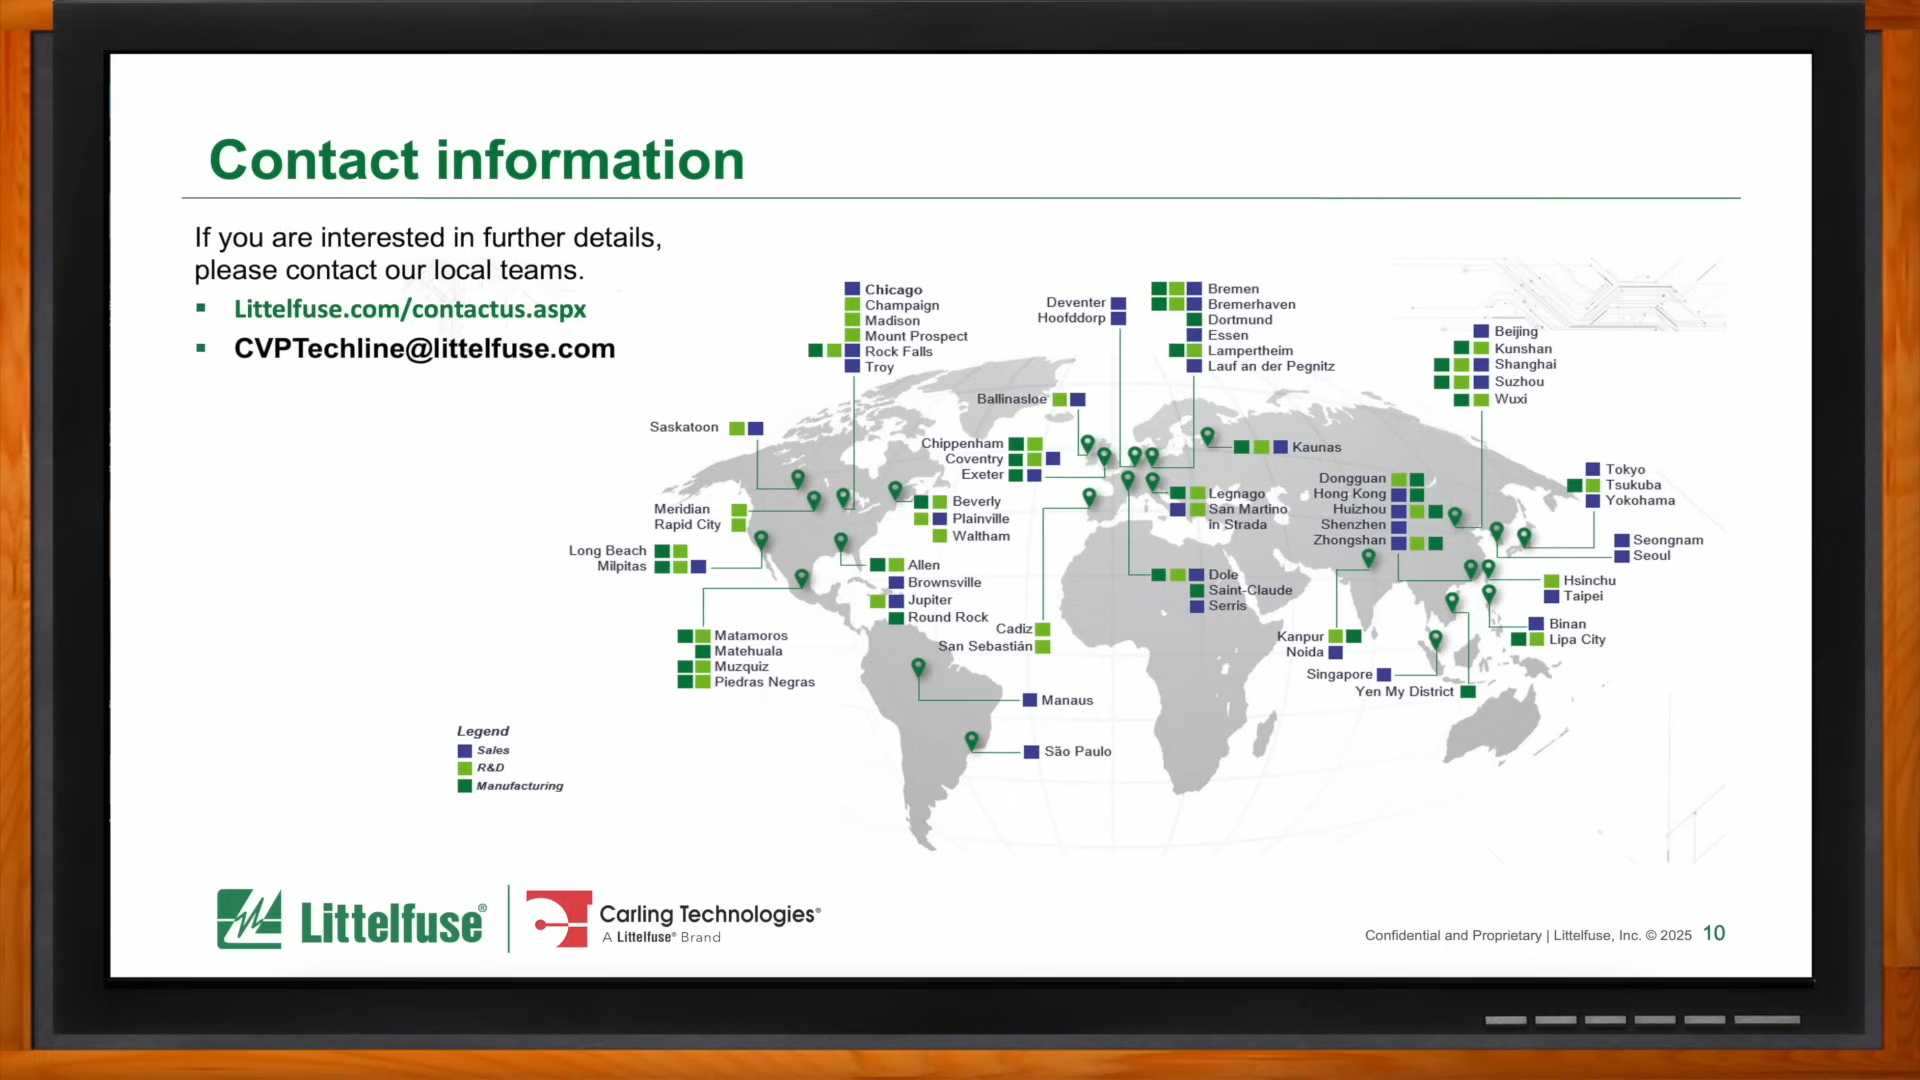 Contact information
If you are interested in further details,
please contact our local teams.
▪ Littelfuse.com/contactus.aspx
▪ CVPTechline@littelfuse.com
Chicago
Champaign
Madison
Mount Prospect
Rock Falls
Troy
Deventer
Hoofddorp
Bremen
Bremerhaven
Dortmund
Essen
Lampertheim
Lauf an der Pegnitz
Beijing
Kunshan
Shanghai
Suzhou
Wuxi
Ballinasloe
Saskatoon
Chippenham
Coventry
Exeter
Kaunas
Tokyo
Tsukuba
Yokohama
Dongguan
Hong Kong
Huizhou
Shenzhen
Zhongshan
Legnago
San Martino
in Strada
Beverly
Plainville
Waltham
Meridian
Rapid City
Seongnam
Seoul
Long Beach
Milpitas
Allen
Brownsville
Jupiter
Round Rock
Dole
Saint-Claude
Serris
Hsinchu
Taipei
Binan
Lipa City
Cadiz
San Sebastián
Kanpur
Noida
Matamoros
Matehuala
Muzquiz
Piedras Negras
Singapore
Yen My District
Manaus
São Paulo
Legend
Sales
R&D
Manufacturing
Littelfuse®
Carling Technologies®
A Littelfuse® Brand
Confidential and Proprietary | Littelfuse, Inc. © 2025 10